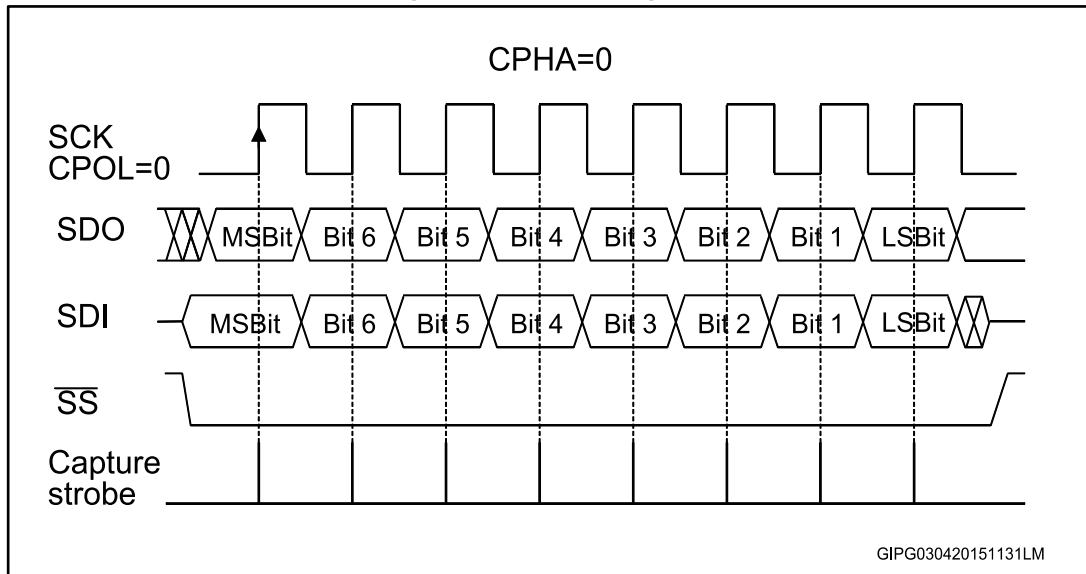 CPHA=0
SCK
CPOL=0
SDO MSBit Bit 6 Bit 5 Bit 4 Bit 3 Bit 2 Bit 1 LSBit
SDI MSBit Bit 6 Bit 5 Bit 4 Bit 3 Bit 2 Bit 1 LSBit
SS
Capture
strobe
GIPG030420151131LM